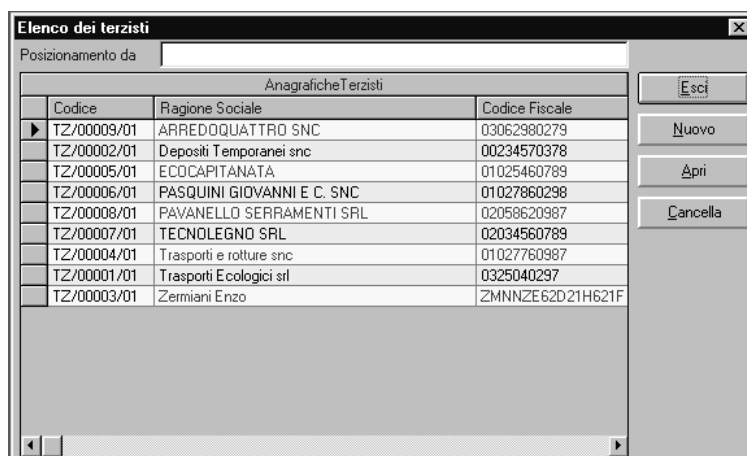 Elenco dei terzisti
Posizionamento da
AnagraficheTerzisti
Codice Ragione Sociale Codice Fiscale
TZ/00009/01 ARREDOQUATTRO SNC 03062980279
TZ/00002/01 Depositi Temporanei snc 00234570378
TZ/00005/01 ECOCAPITANATA 01025460789
TZ/00006/01 PASQUINI GIOVANNI E C. SNC 01027860298
TZ/00008/01 PAVANELLO SERRAMENTI SRL 02058620987
TZ/00007/01 TECNOLEGNO SRL 02034560789
TZ/00004/01 Trasporti e rotture snc 01027760987
TZ/00001/01 Trasporti Ecologici srl 0325040297
TZ/00003/01 Zermiani Enzo ZMNNZE62D21H621F
Esci
Nuovo
Apri
Cancella